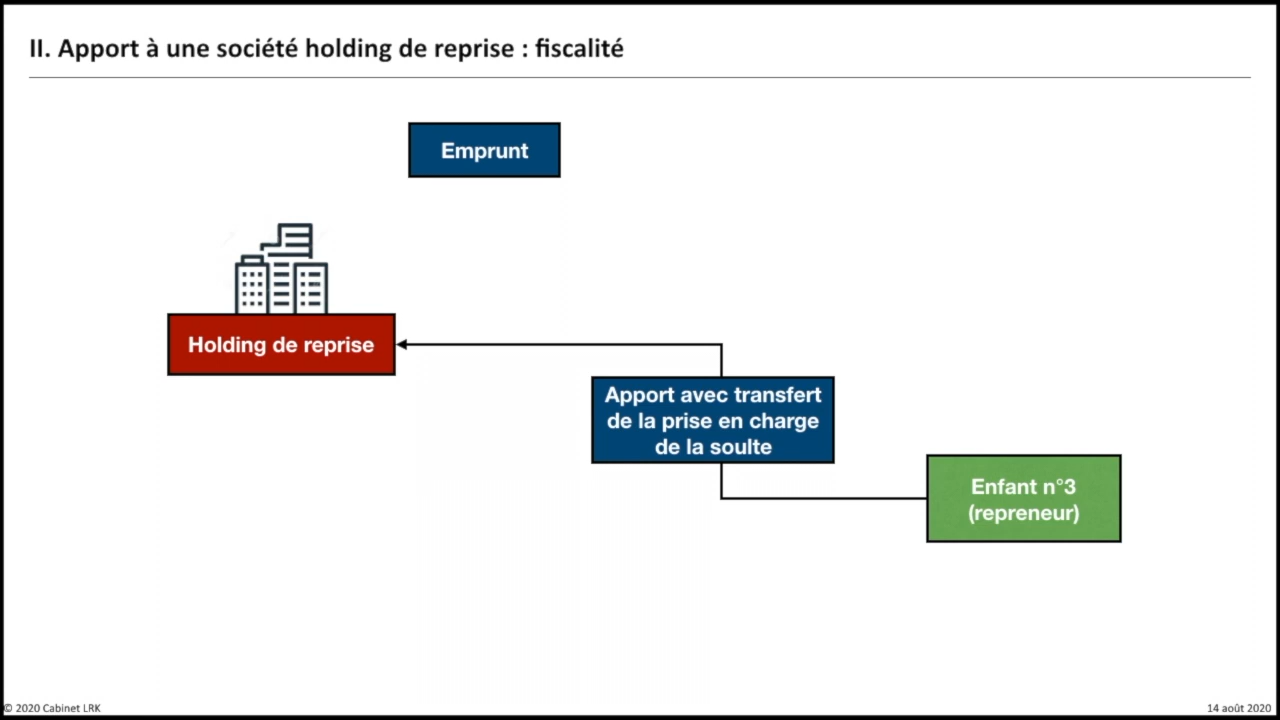 II. Apport à une société holding de reprise : fiscalité
Emprunt
Holding de reprise
Apport avec transfert
de la prise en charge
de la soulte
Enfant n°3
(repreneur)
© 2020 Cabinet LRK
14 août 2020